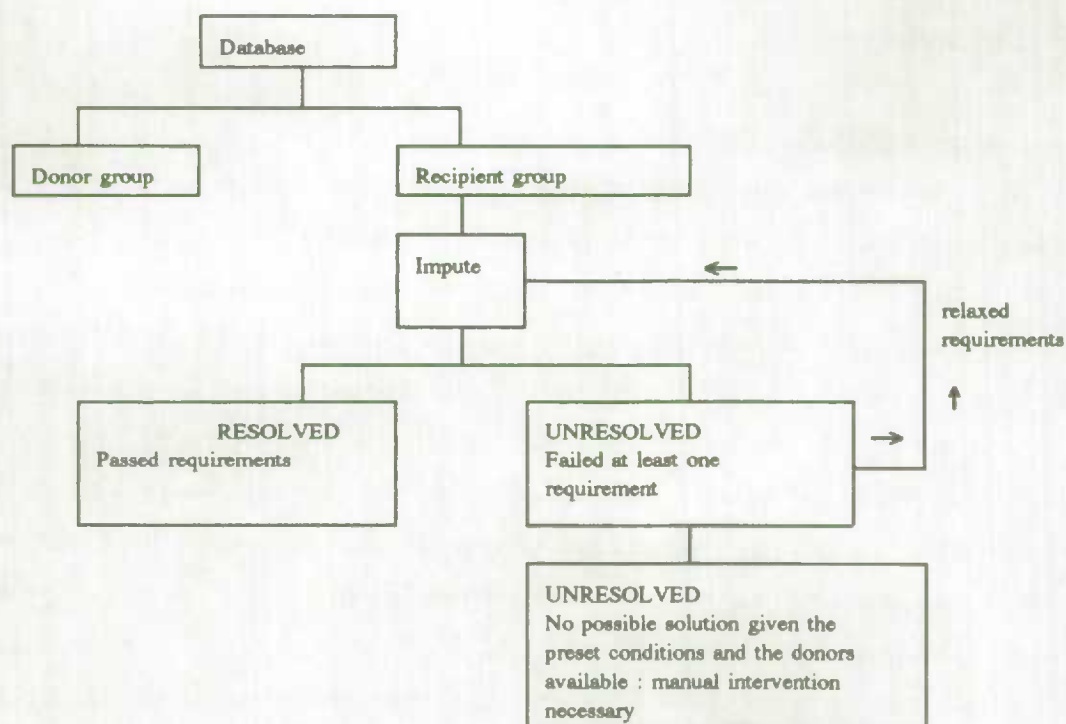 Database
Donor group
Recipient group
Impute
relaxed
requirements
RESOLVED
Passed requirements
UNRESOLVED
Failed at least one
requirement
UNRESOLVED
No possible solution given the
preset conditions and the donors
available : manual intervention
necessary